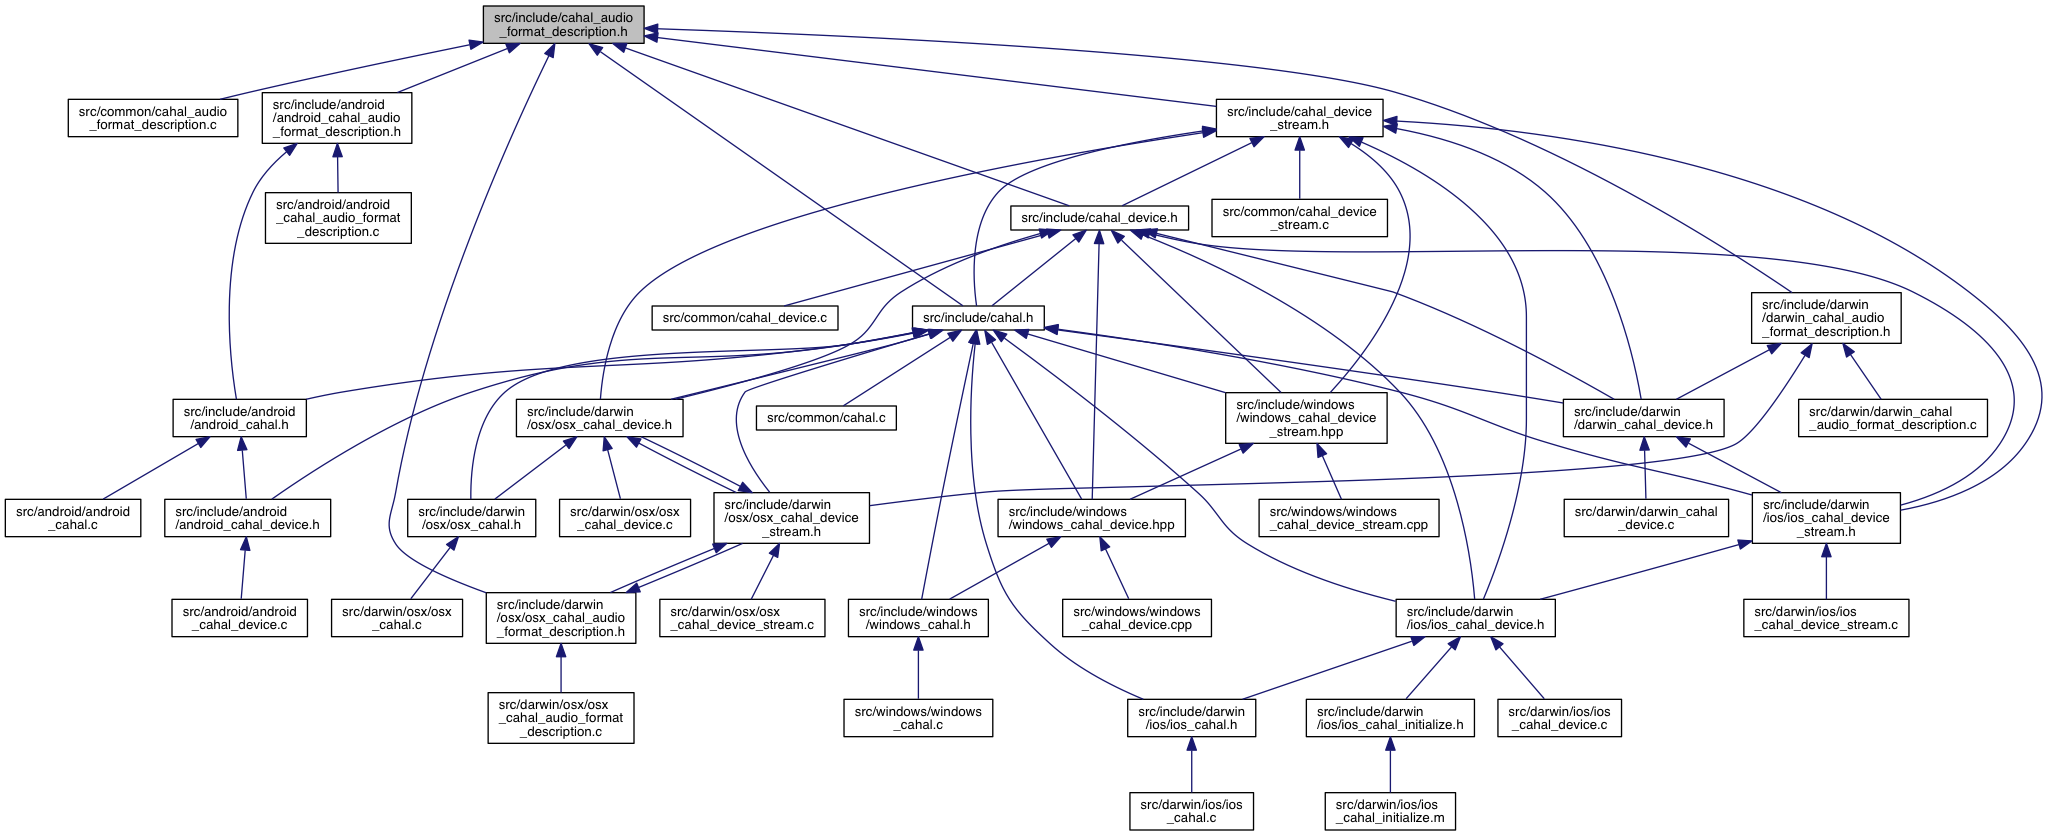 src/include/cahal_audio
_format_description.h
src/common/cahal_audio
_format_description.c
src/include/android
/android_cahal_audio
_format_description.h
src/include/cahal_device
_stream.h
src/android/android
_cahal_audio_format
_description.c
src/include/cahal_device.h
src/common/cahal_device
_stream.c
src/common/cahal_device.c
src/include/cahal.h
src/include/darwin
/darwin_cahal_audio
_format_description.h
src/include/android
/android_cahal.h
src/include/darwin
/osx/osx_cahal_device.h
src/common/cahal.c
src/include/windows
/windows_cahal_device
_stream.hpp
src/include/darwin
/darwin_cahal_device.h
src/darwin/darwin_cahal
_audio_format_description.c
src/android/android
_cahal.c
src/include/android
/android_cahal_device.h
src/include/darwin
/osx/osx_cahal.h
src/darwin/osx/osx
_cahal_device.c
src/include/darwin
/osx/osx_cahal_device
_stream.h
src/include/windows
/windows_cahal_device.hpp
src/windows/windows
_cahal_device_stream.cpp
src/darwin/darwin_cahal
_device.c
src/include/darwin
/ios/ios_cahal_device
_stream.h
src/android/android
_cahal_device.c
src/darwin/osx/osx
_cahal.c
src/include/darwin
/osx/osx_cahal_audio
_format_description.h
src/darwin/osx/osx
_cahal_device_stream.c
src/include/windows
/windows_cahal.h
src/windows/windows
_cahal_device.cpp
src/include/darwin
/ios/ios_cahal_device.h
src/darwin/ios/ios
_cahal_device_stream.c
src/darwin/osx/osx
_cahal_audio_format
_description.c
src/windows/windows
_cahal.c
src/include/darwin
/ios/ios_cahal.h
src/include/darwin
/ios/ios_cahal_initialize.h
src/darwin/ios/ios
_cahal_device.c
src/darwin/ios/ios
_cahal.c
src/darwin/ios/ios
_cahal_initialize.m